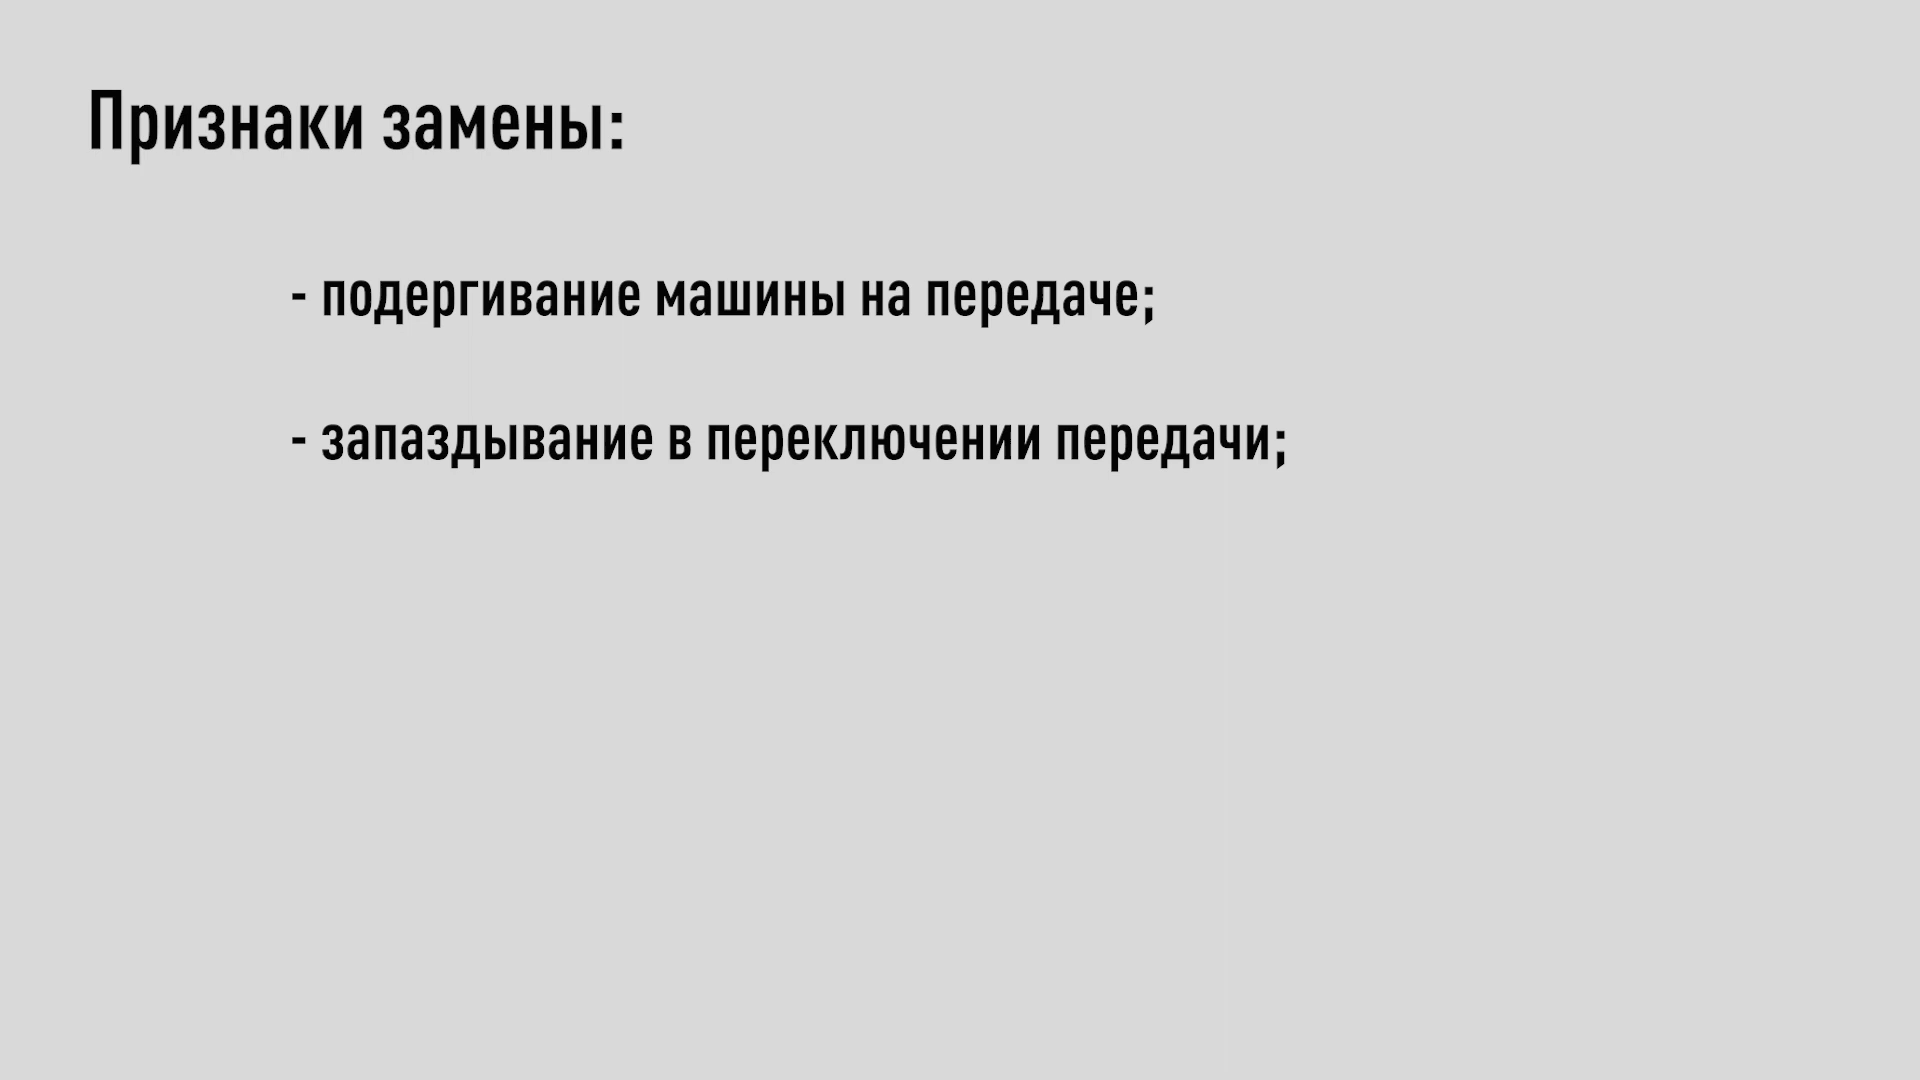 Признаки замены:
- подергивание машины на передаче;
- запаздывание в переключении передачи;